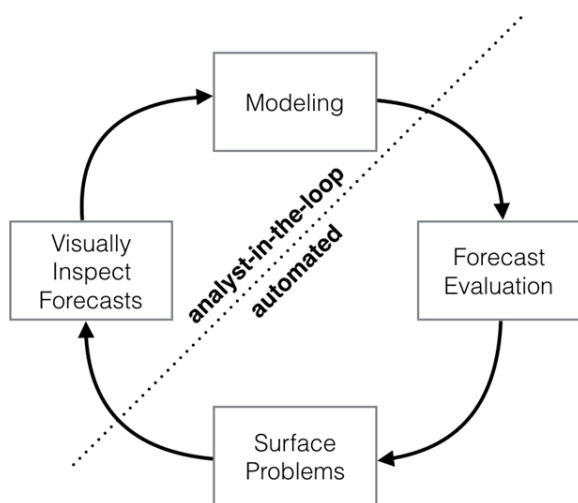 Modeling
analyst-in-the-loop
automated
Visually
Inspect
Forecasts
Forecast
Evaluation
Surface
Problems